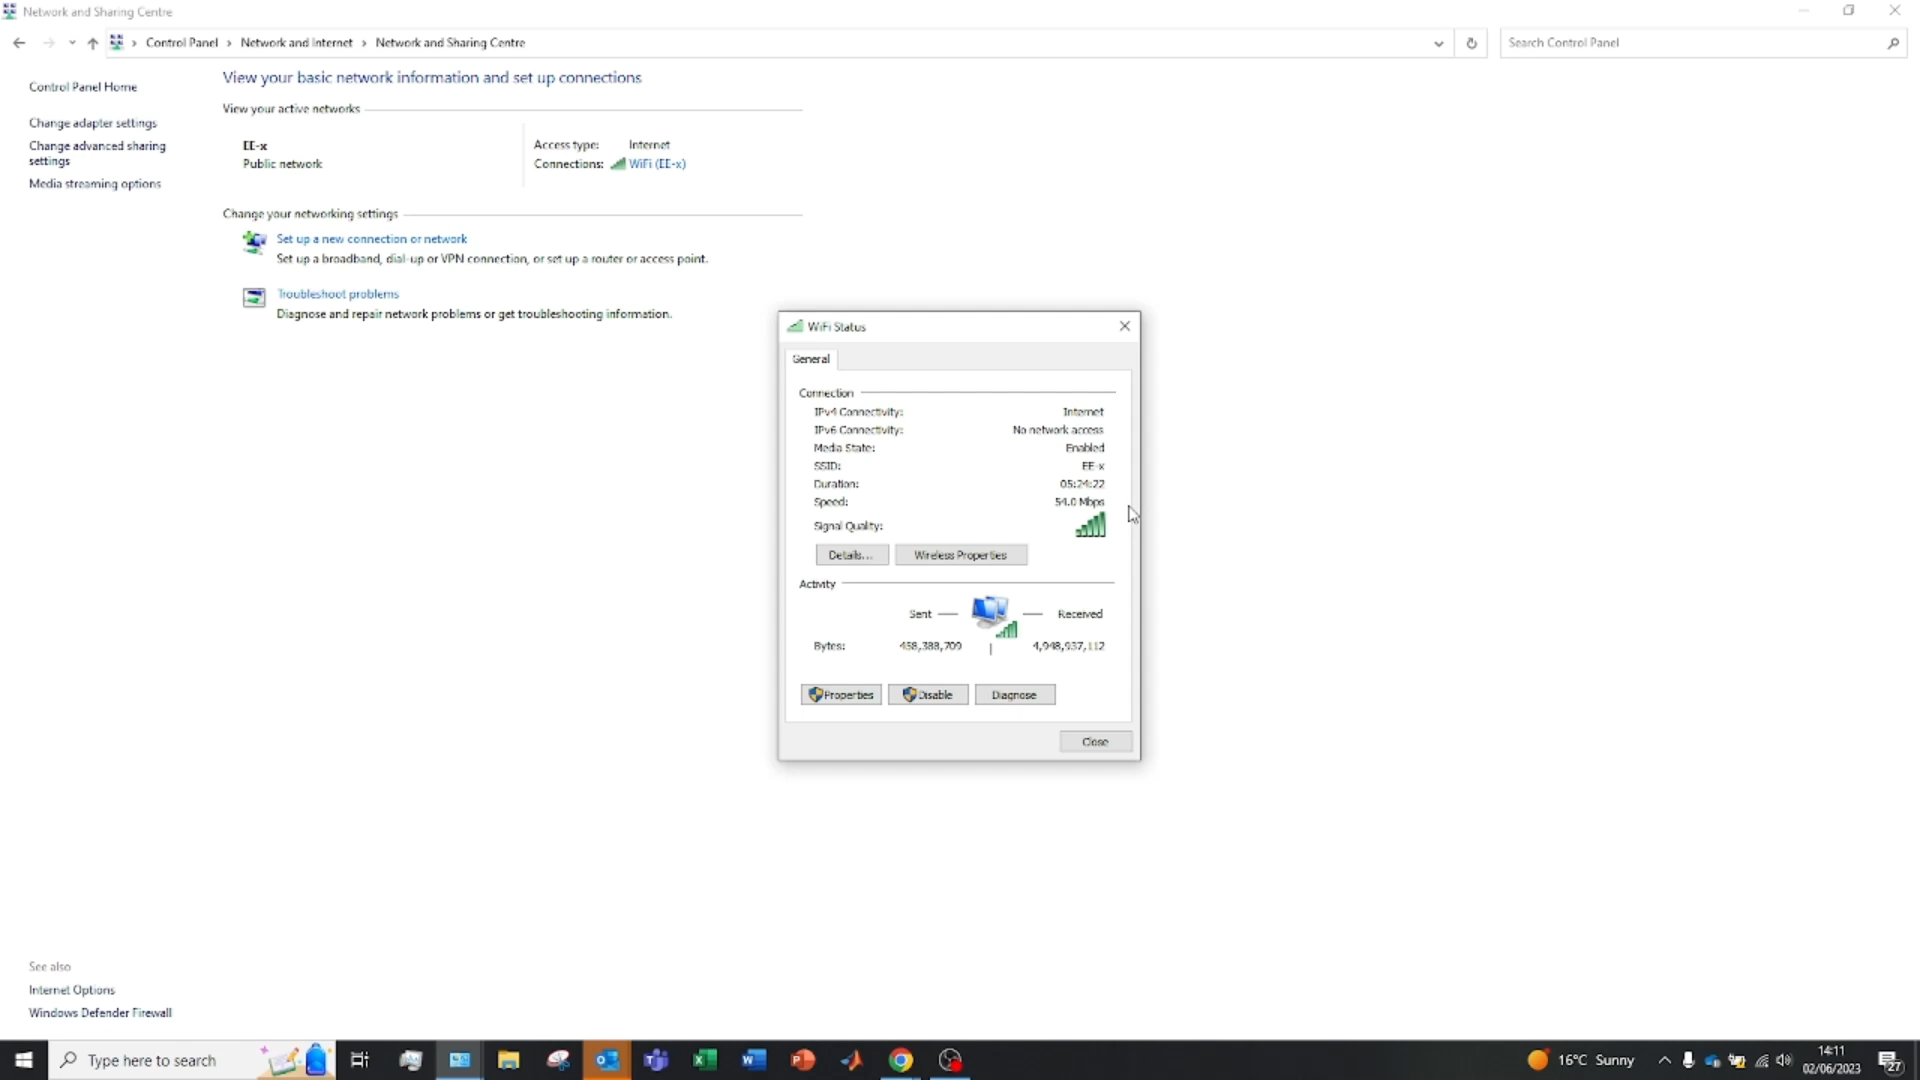 Network and Sharing Centre
Control Panel › Network and Internet › Network and Sharing Centre
Search Control Panel
Control Panel Home
Change adapter settings
Change advanced sharing
settings
Media streaming options
View your basic network information and set up connections
View your active networks
EE-x
Public network
Access type: Internet
Connections: WiFi (EE-x)
Change your networking settings
Set up a new connection or network
Set up a broadband, dial-up or VPN connection, or set up a router or access point.
Troubleshoot problems
Diagnose and repair network problems or get troubleshooting information.
WiFi Status
General
Connection
IPv4 Connectivity: Internet
IPv6 Connectivity: No network access
Media State: Enabled
SSID: EE-x
Duration: 05:24:22
Speed: 54.0 Mbps
Signal Quality:
Details... Wireless Properties
Activity
Sent — — Received
Bytes: 458,388,709 | 4,948,937,112
Properties Disable Diagnose
Close
See also
Internet Options
Windows Defender Firewall
Type here to search
16°C Sunny
14:11
02/06/2023
27